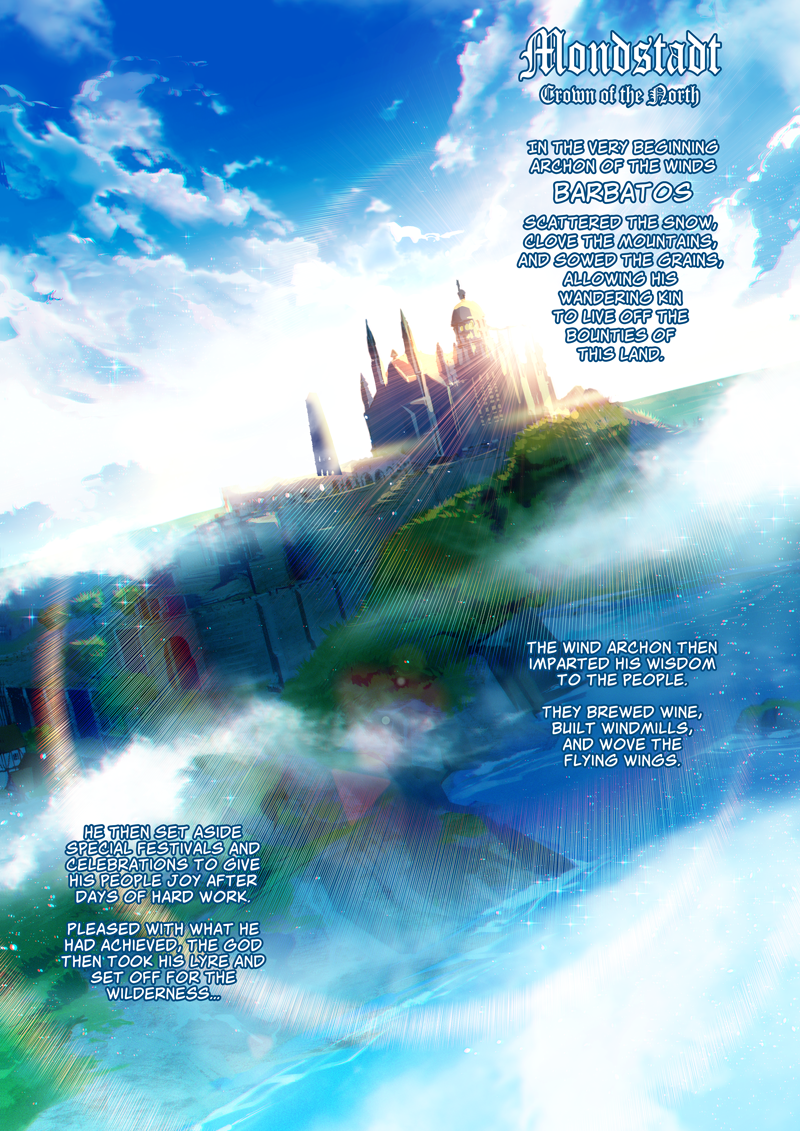 Mondstadt
Crown of the North
IN THE VERY BEGINNING
ARCHON OF THE WINDS
BARBATOS
SCATTERED THE SNOW,
CLOVE THE MOUNTAINS,
AND SOWED THE GRAINS,
ALLOWING HIS
WANDERING KIN
TO LIVE OFF THE
BOUNTIES OF
THIS LAND.
THE WIND ARCHON THEN
IMPARTED HIS WISDOM
TO THE PEOPLE.
THEY BREWED WINE,
BUILT WINDMILLS,
AND WOVE THE
FLYING WINGS.
HE THEN SET ASIDE
SPECIAL FESTIVALS AND
CELEBRATIONS TO GIVE
HIS PEOPLE JOY AFTER
DAYS OF HARD WORK.
PLEASED WITH WHAT HE
HAD ACHIEVED, THE GOD
THEN TOOK HIS LYRE AND
SET OFF FOR THE
WILDERNESS...